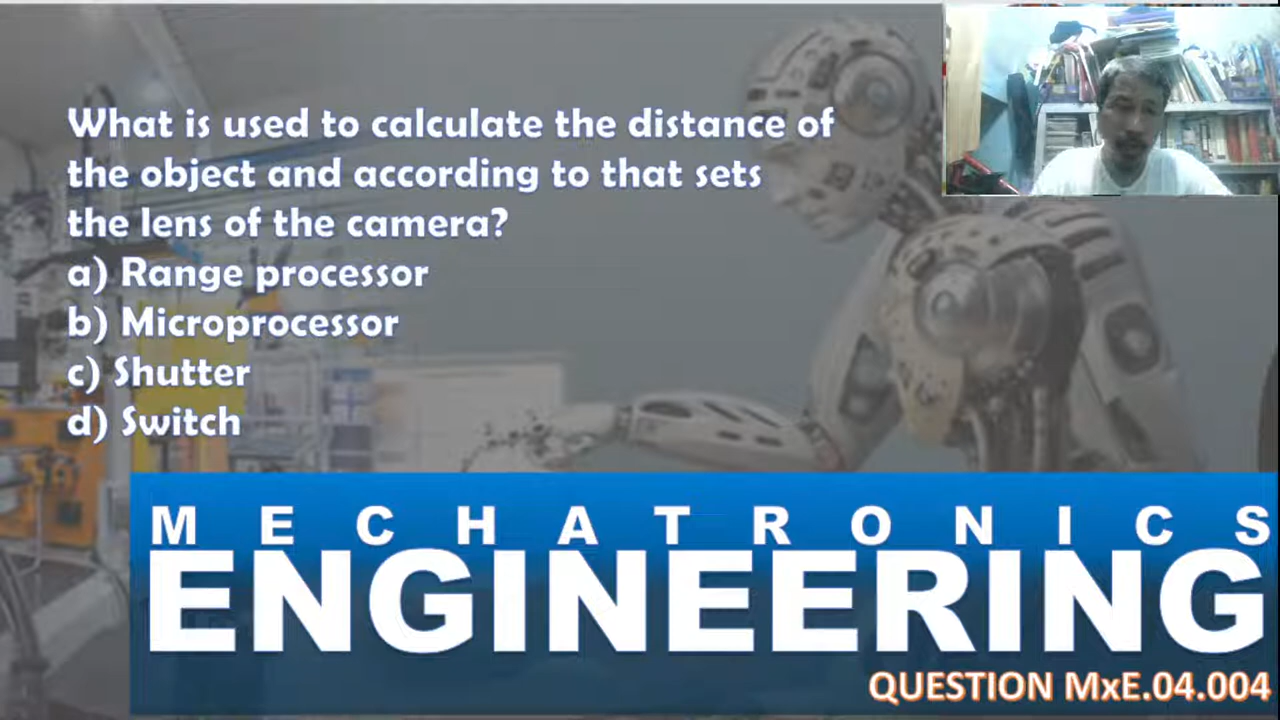 What is used to calculate the distance of
the object and according to that sets
the lens of the camera?
a) Range processor
b) Microprocessor
c) Shutter
d) Switch
MECHATRONICS
ENGINEERING
QUESTION MxE.04.004